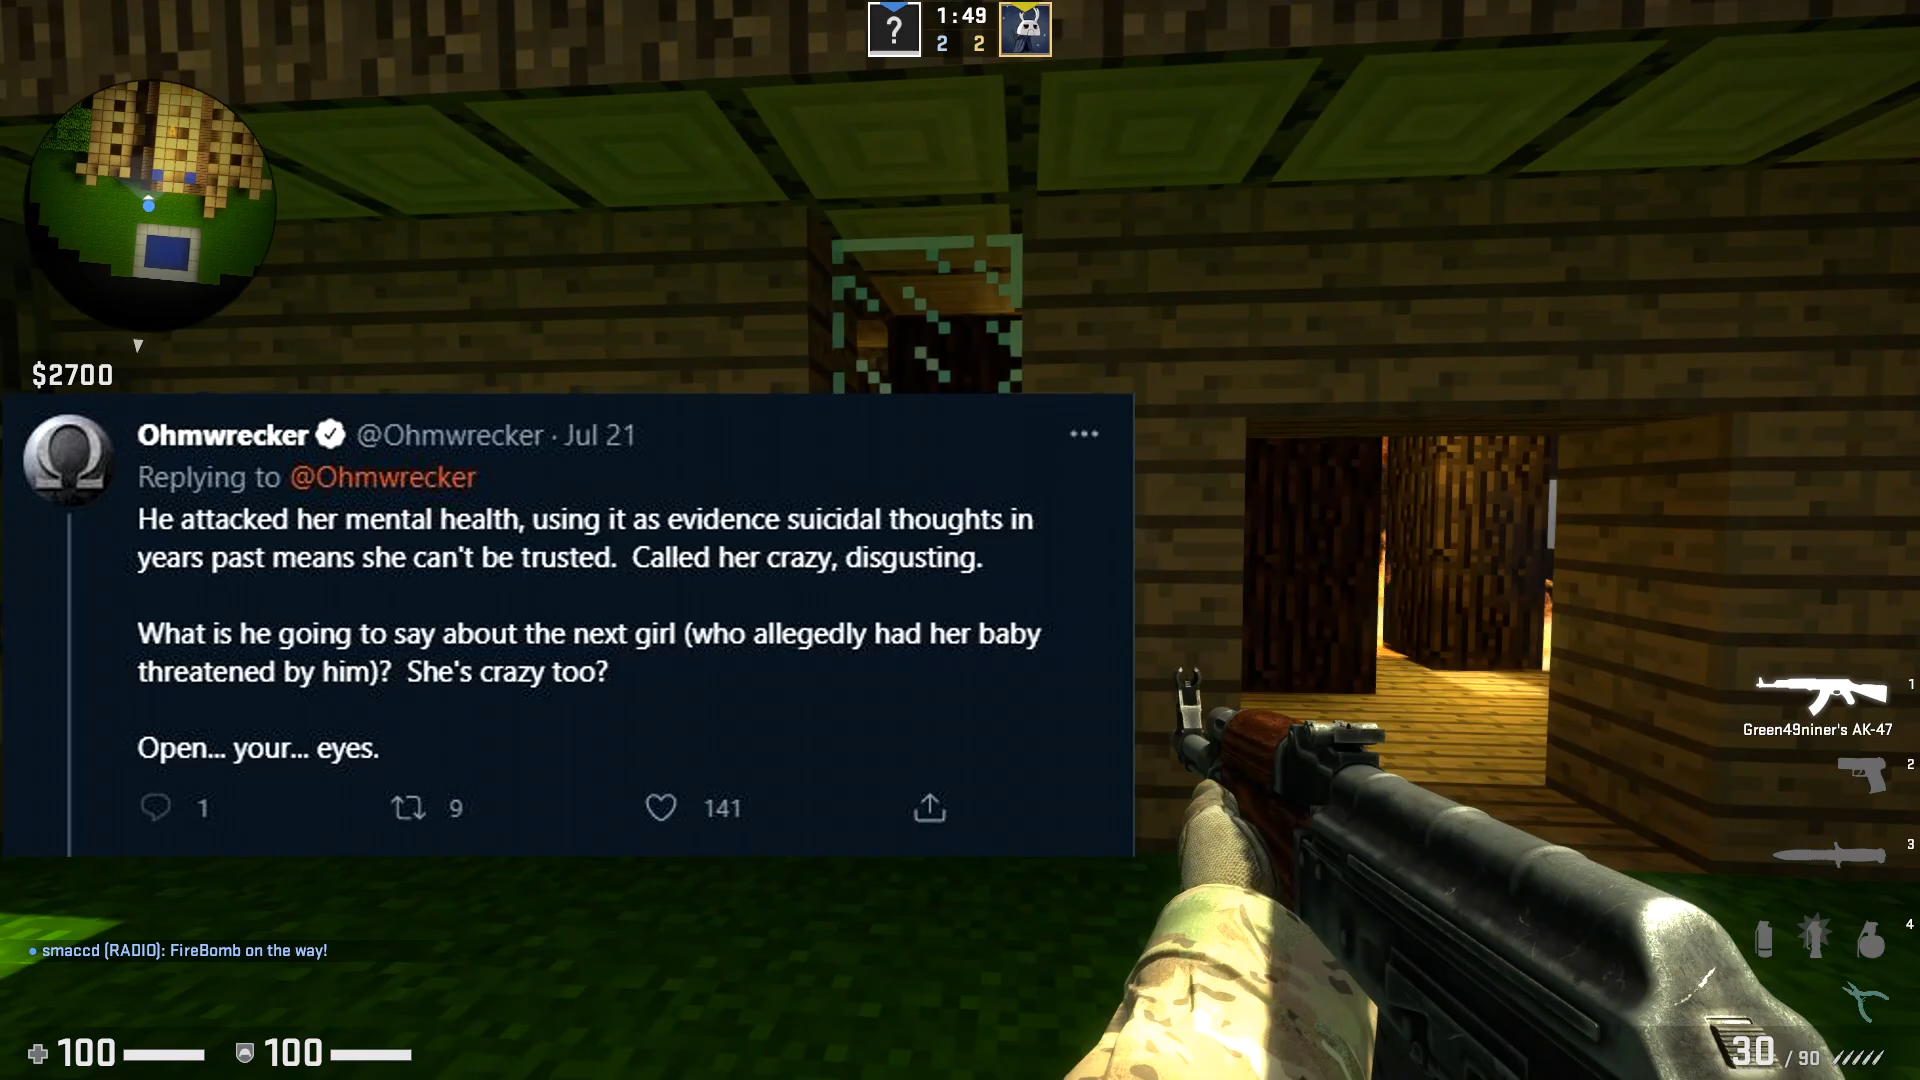 ?
1:49
2 2
$2700
Ohmwrecker @Ohmwrecker · Jul 21
Replying to @Ohmwrecker
He attacked her mental health, using it as evidence suicidal thoughts in
years past means she can't be trusted.  Called her crazy, disgusting.
What is he going to say about the next girl (who allegedly had her baby
threatened by him)?  She's crazy too?
Open... your... eyes.
1 9 141
1
Green49niner's AK-47
2
3
4
smaccd (RADIO): FireBomb on the way!
100 100
30 / 90